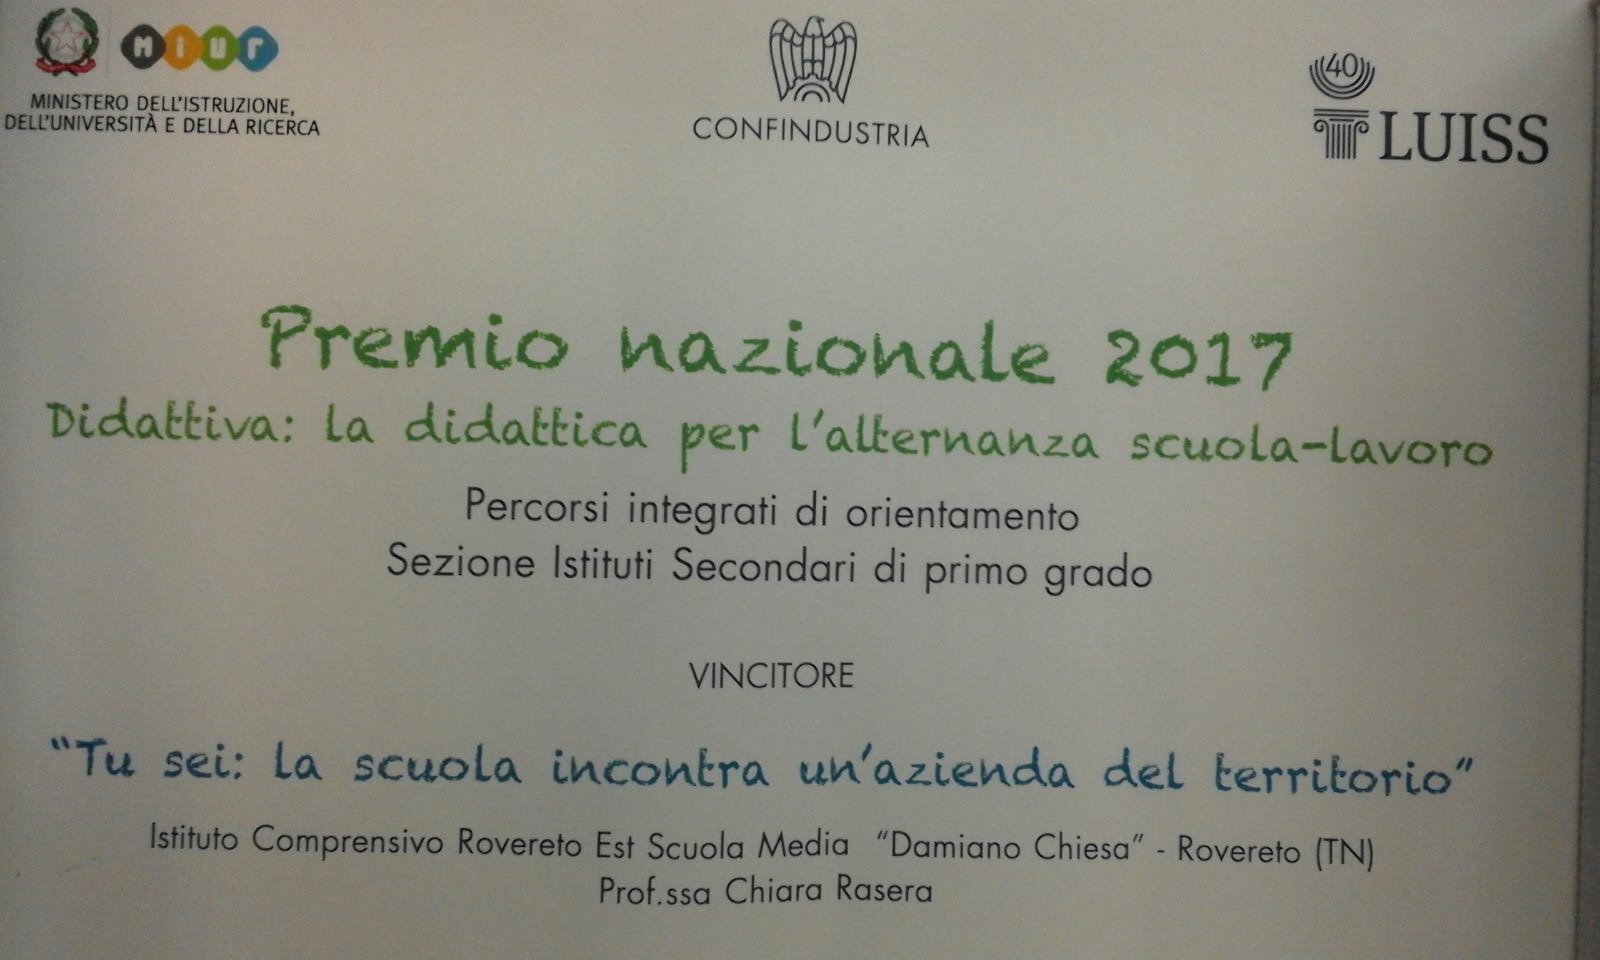 miur
MINISTERO DELL'ISTRUZIONE,
DELL'UNIVERSITÀ E DELLA RICERCA
CONFINDUSTRIA
40
LUISS
Premio nazionale 2017
Didattiva: la didattica per l'alternanza scuola-lavoro
Percorsi integrati di orientamento
Sezione Istituti Secondari di primo grado
VINCITORE
"Tu sei: la scuola incontra un'azienda del territorio"
Istituto Comprensivo Rovereto Est Scuola Media "Damiano Chiesa" - Rovereto (TN)
Prof.ssa Chiara Rasera